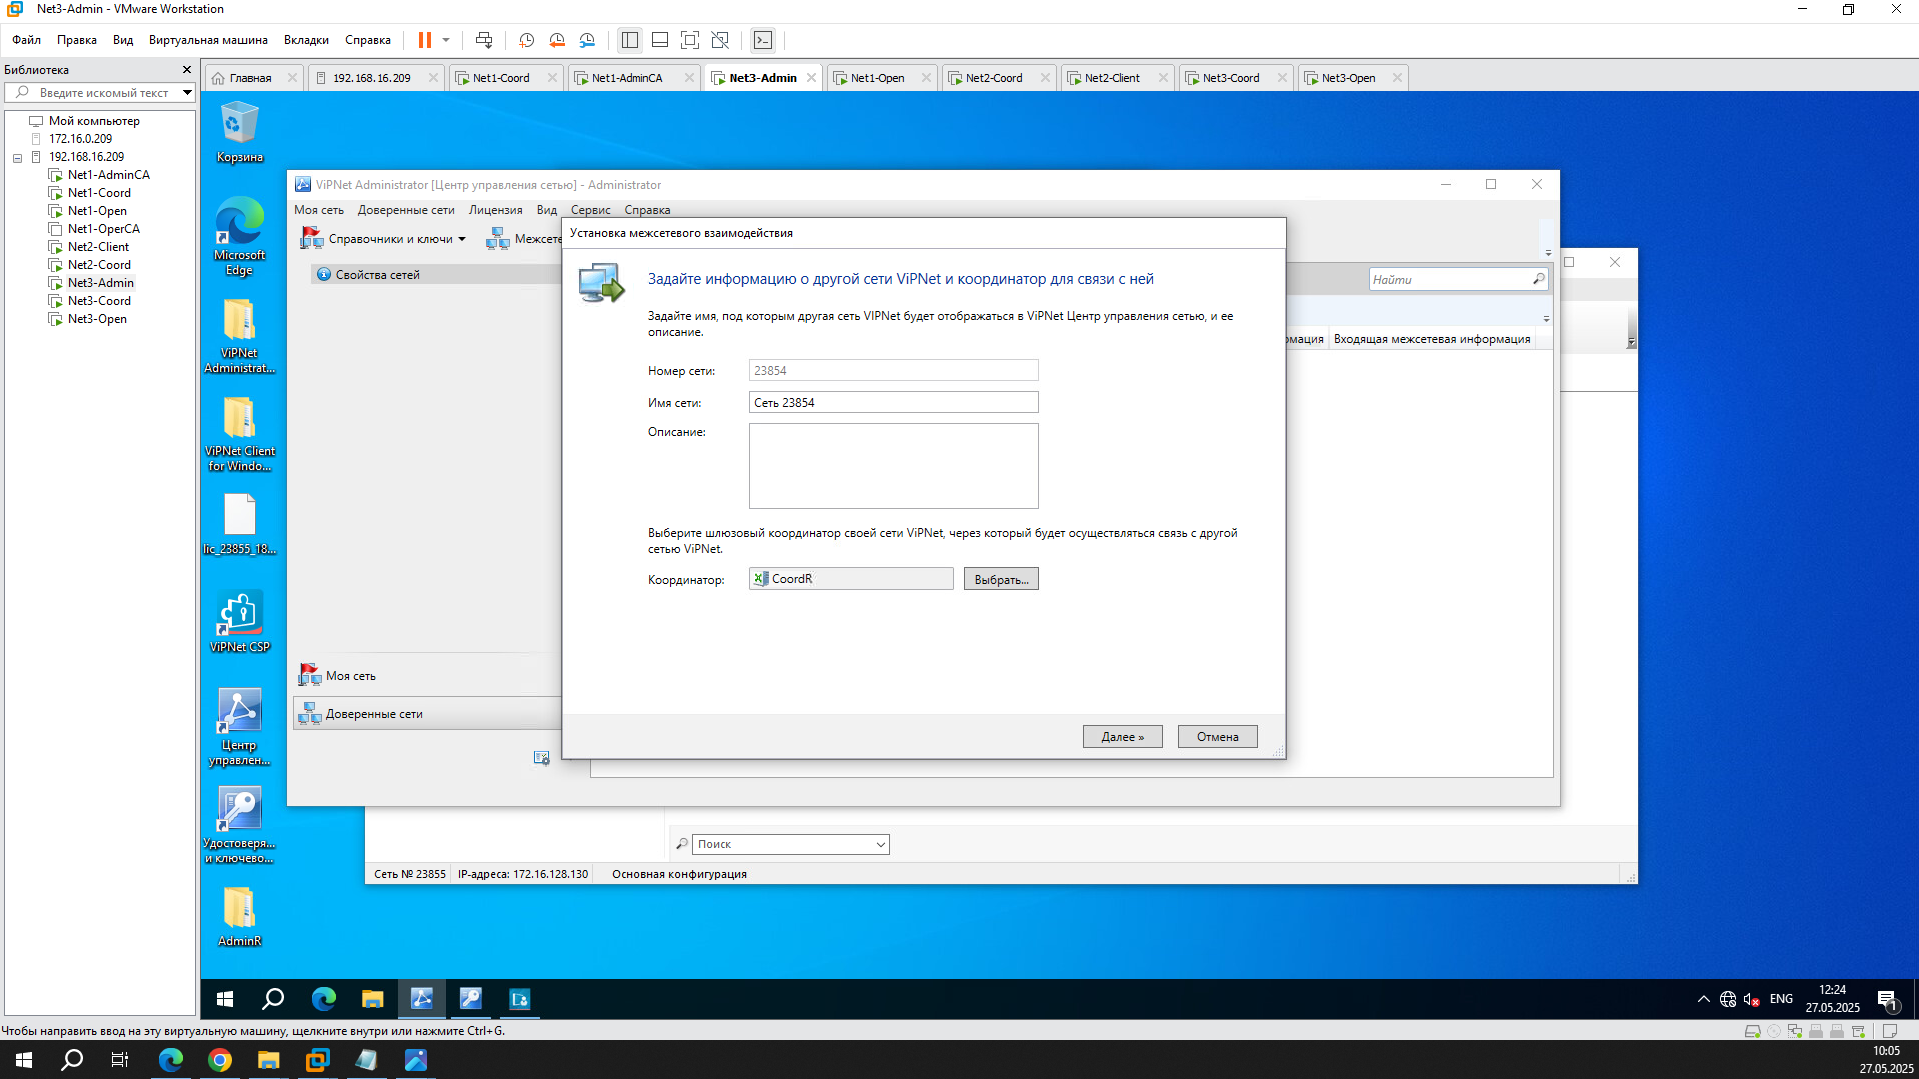 Net3-Admin - VMware Workstation
Файл Правка Вид Виртуальная машина Вкладки Справка
Библиотека
Введите искомый текст
Мой компьютер
172.16.0.209
192.168.16.209
Net1-AdminCA
Net1-Coord
Net1-Open
Net1-OperCA
Net2-Client
Net2-Coord
Net3-Admin
Net3-Coord
Net3-Open
Главная 192.168.16.209 Net1-Coord Net1-AdminCA Net3-Admin Net1-Open Net2-Coord Net2-Client Net3-Coord Net3-Open
Корзина
Microsoft
Edge
ViPNet
Administrat...
ViPNet Client
for Windo...
lic_23855_18...
ViPNet CSP
Центр
управлен...
Удостоверя...
и ключево...
AdminR
ViPNet Administrator [Центр управления сетью] - Administrator
Моя сеть Доверенные сети Лицензия Вид Сервис Справка
Справочники и ключи Межсете
Свойства сетей
Найти
мация Входящая межсетевая информация
Моя сеть
Доверенные сети
Установка межсетевого взаимодействия
Задайте информацию о другой сети ViPNet и координатор для связи с ней
Задайте имя, под которым другая сеть VIPNet будет отображаться в ViPNet Центр управления сетью, и ее
описание.
Номер сети: 23854
Имя сети: Сеть 23854
Описание:
Выберите шлюзовый координатор своей сети ViPNet, через который будет осуществляться связь с другой
сетью ViPNet.
Координатор: CoordR Выбрать...
Далее » Отмена
Поиск
Сеть № 23855 IP-адреса: 172.16.128.130 Основная конфигурация
ENG
12:24
27.05.2025
1
Чтобы направить ввод на эту виртуальную машину, щелкните внутри или нажмите Ctrl+G.
10:05
27.05.2025